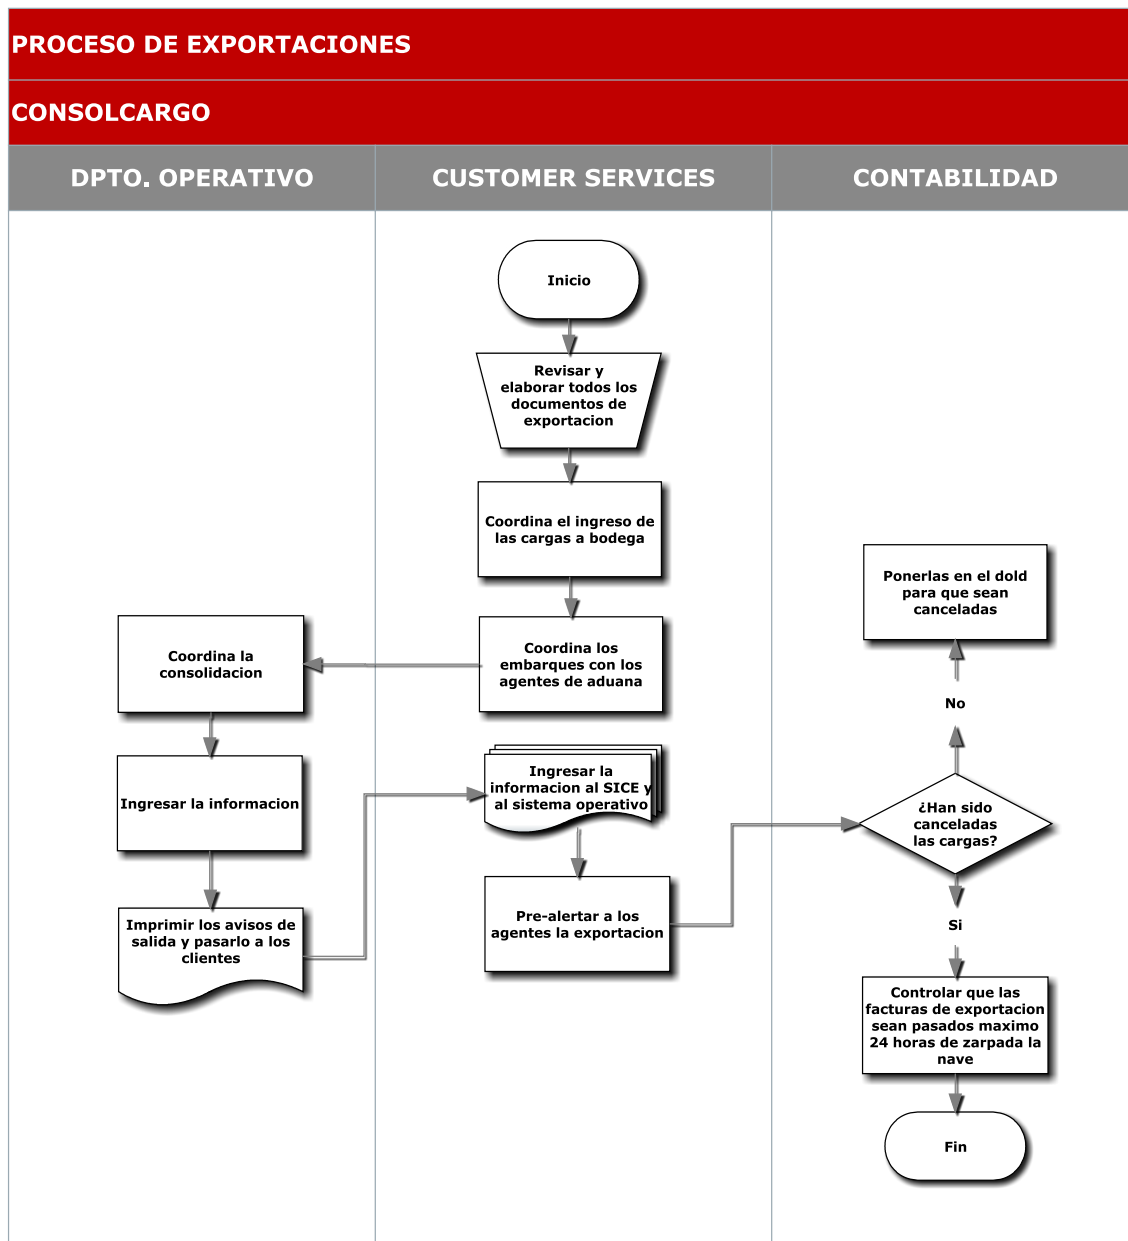 PROCESO DE EXPORTACIONES
CONSOLCARGO
DPTO. OPERATIVO
CUSTOMER SERVICES
CONTABILIDAD
Inicio
Revisar y
elaborar todos los
documentos de
exportacion
Coordina el ingreso de
las cargas a bodega
Coordina los
embarques con los
agentes de aduana
Coordina la
consolidacion
Ingresar la informacion
Imprimir los avisos de
salida y pasarlo a los
clientes
Ingresar la
informacion al SICE y
al sistema operativo
Pre-alertar a los
agentes la exportacion
¿Han sido
canceladas
las cargas?
No
Ponerlas en el dold
para que sean
canceladas
Si
Controlar que las
facturas de exportacion
sean pasados maximo
24 horas de zarpada la
nave
Fin